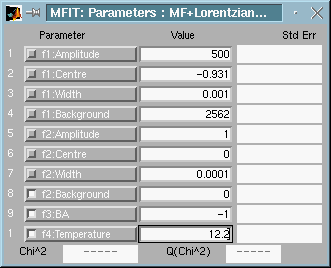 MFIT: Parameters : MF+Lorentzian...
Parameter Value Std Err
1 f1:Amplitude 500
2 f1:Centre -0.931
3 f1:Width 0.001
4 f1:Background 2562
5 f2:Amplitude 1
6 f2:Centre 0
7 f2:Width 0.0001
8 f2:Background 0
9 f3:BA -1
1 f4:Temperature 12.2
Chi^2 ----- Q(Chi^2) -----